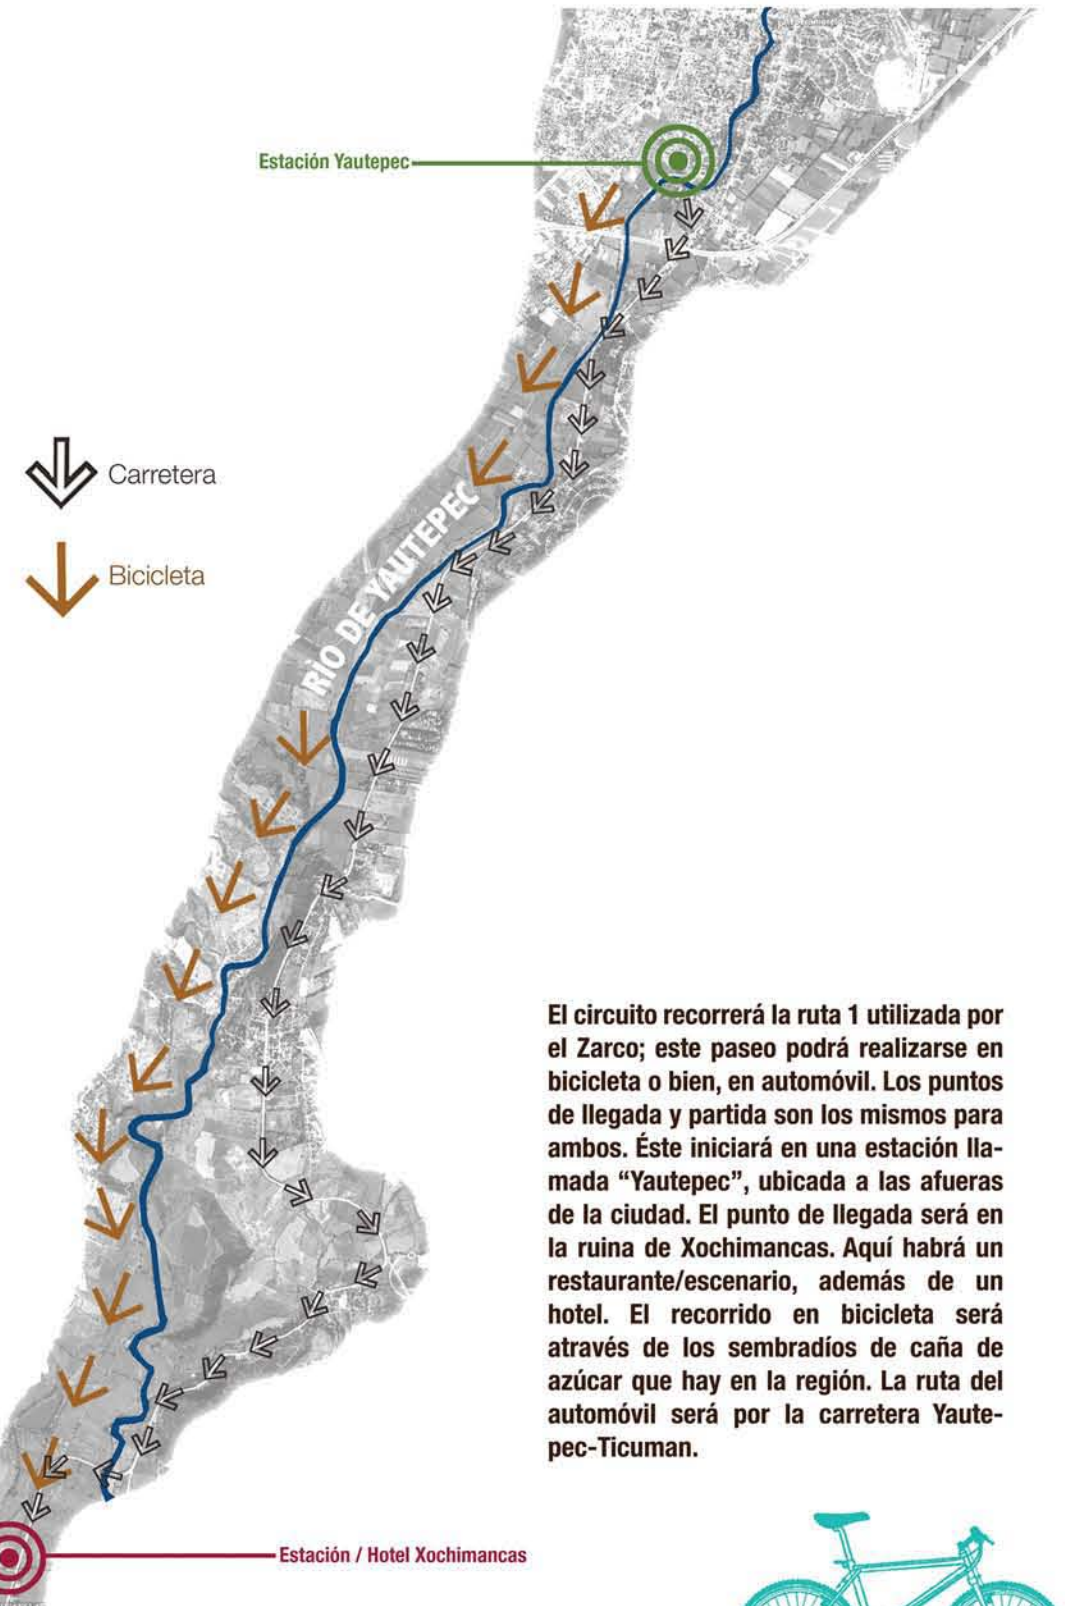 Estación Yautepec
Carretera
Bicicleta
RÌO DE YAUTEPEC
El circuito recorrerá la ruta 1 utilizada por
el Zarco; este paseo podrá realizarse en
bicicleta o bien, en automóvil. Los puntos
de llegada y partida son los mismos para
ambos. Éste iniciará en una estación lla-
mada “Yautepec”, ubicada a las afueras
de la ciudad. El punto de llegada será en
la ruina de Xochimancas. Aquí habrá un
restaurante/escenario, además de un
hotel. El recorrido en bicicleta será
através de los sembradíos de caña de
azúcar que hay en la región. La ruta del
automóvil será por la carretera Yaute-
pec-Ticuman.
Estación / Hotel Xochimancas